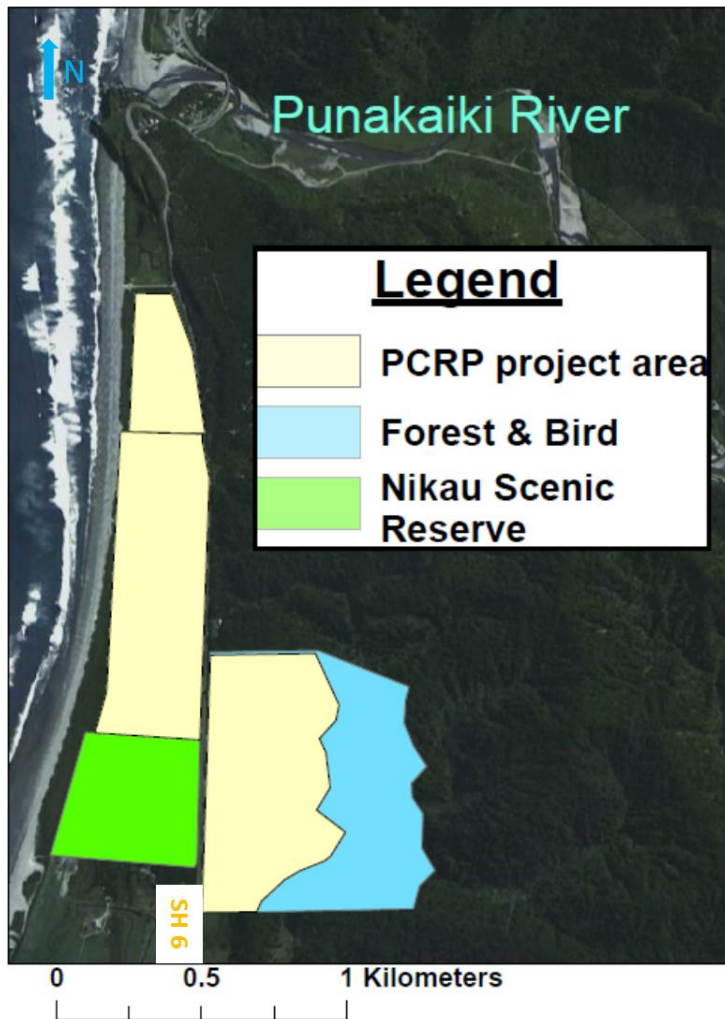 N
Punakaiki River
Legend
PCRP project area
Forest & Bird
Nikau Scenic
Reserve
SH 6
0 0.5 1 Kilometers